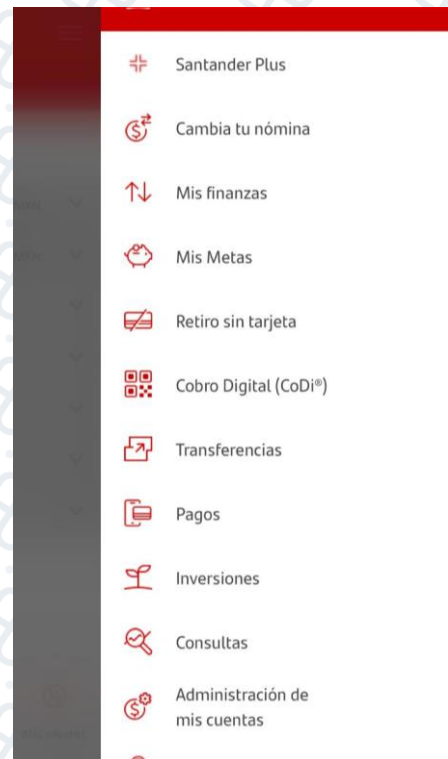 Santander Plus
Cambia tu nómina
Mis finanzas
Mis Metas
Retiro sin tarjeta
Cobro Digital (CoDi®)
Transferencias
Pagos
Inversiones
Consultas
Administración de
mis cuentas